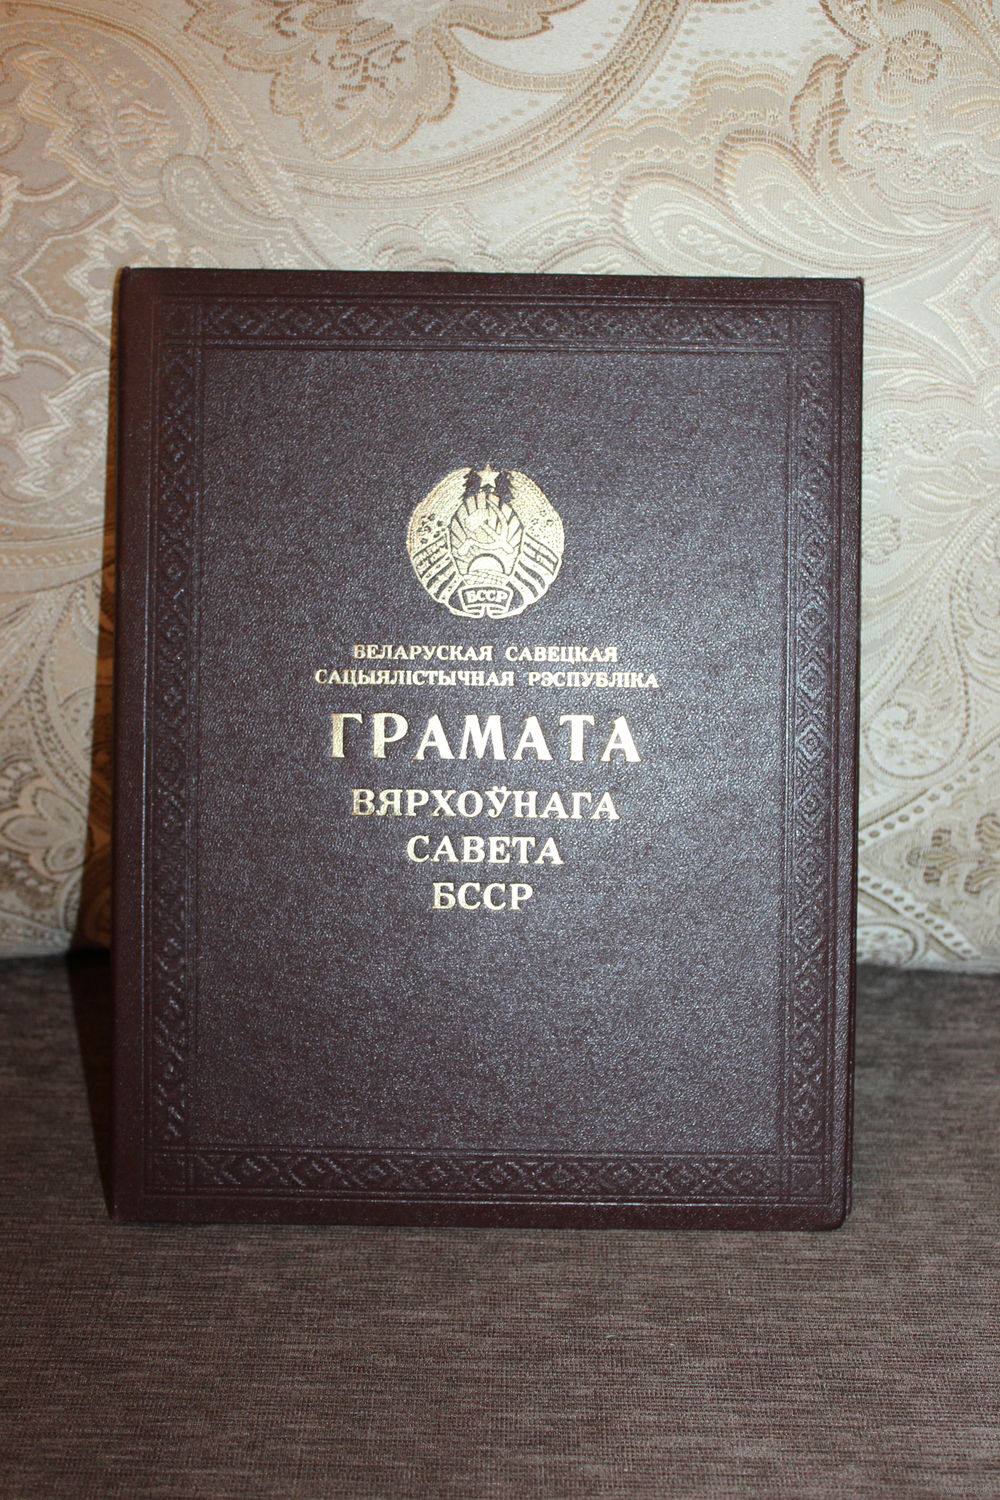 БССР
БЕЛАРУСКАЯ САВЕЦКАЯ
САЦЫЯЛІСТЫЧНАЯ РЭСПУБЛІКА
ГРАМАТА
ВЯРХОЎНАГА
САВЕТА
БССР